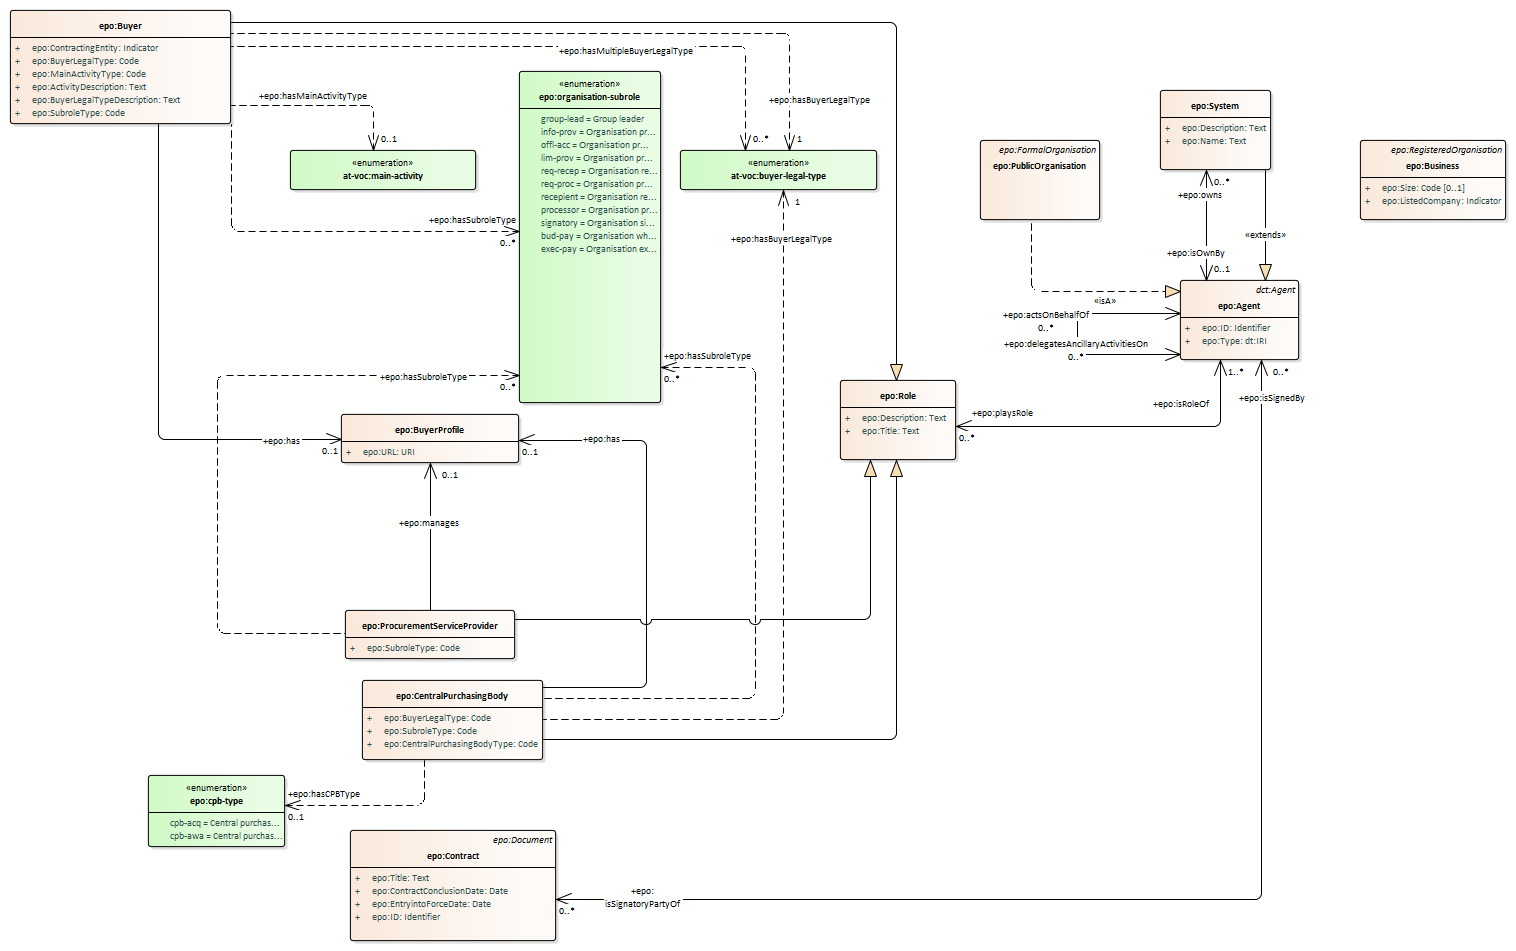 epo:Buyer
+ epo:ContractingEntity: Indicator
+ epo:BuyerLegalType: Code
+ epo:MainActivityType: Code
+ epo:ActivityDescription: Text
+ epo:BuyerLegalTypeDescription: Text
+ epo:SubroleType: Code
+epo:hasMultipleBuyerLegalType
+epo:hasBuyerLegalType
+epo:hasMainActivityType
0..1
0..*
1
«enumeration»
at-voc:main-activity
«enumeration»
epo:organisation-subrole
group-lead = Group leader
info-prov = Organisation pr...
offl-acc = Organisation pr...
lim-prov = Organisation pr...
req-recep = Organisation re...
req-proc = Organisation pr...
recepient = Organisation re...
processor = Organisation pr...
signatory = Organisation si...
bud-pay = Organisation wh...
exec-pay = Organisation ex...
«enumeration»
at-voc:buyer-legal-type
1
+epo:hasBuyerLegalType
+epo:hasSubroleType
0..*
epo:System
+ epo:Description: Text
+ epo:Name: Text
epo:FormalOrganisation
epo:PublicOrganisation
epo:RegisteredOrganisation
epo:Business
+ epo:Size: Code [0..1]
+ epo:ListedCompany: Indicator
0..*
+epo:owns
«extends»
+epo:isOwnBy
0..1
«isA»
dct:Agent
epo:Agent
+ epo:ID: Identifier
+ epo:Type: dt:IRI
+epo:actsOnBehalfOf
0..*
+epo:delegatesAncillaryActivitiesOn
0..*
1..*
0..*
+epo:isRoleOf
+epo:isSignedBy
+epo:hasSubroleType
0..*
+epo:hasSubroleType
0..*
epo:Role
+ epo:Description: Text
+ epo:Title: Text
+epo:playsRole
0..*
epo:BuyerProfile
+ epo:URL: URI
+epo:has
0..1
+epo:has
0..1
0..1
+epo:manages
epo:ProcurementServiceProvider
+ epo:SubroleType: Code
epo:CentralPurchasingBody
+ epo:BuyerLegalType: Code
+ epo:SubroleType: Code
+ epo:CentralPurchasingBodyType: Code
+epo:hasCPBType
0..1
«enumeration»
epo:cpb-type
cpb-acq = Central purchas...
cpb-awa = Central purchas...
epo:Document
epo:Contract
+ epo:Title: Text
+ epo:ContractConclusionDate: Date
+ epo:EntryintoForceDate: Date
+ epo:ID: Identifier
+epo:
isSignatoryPartyOf
0..*